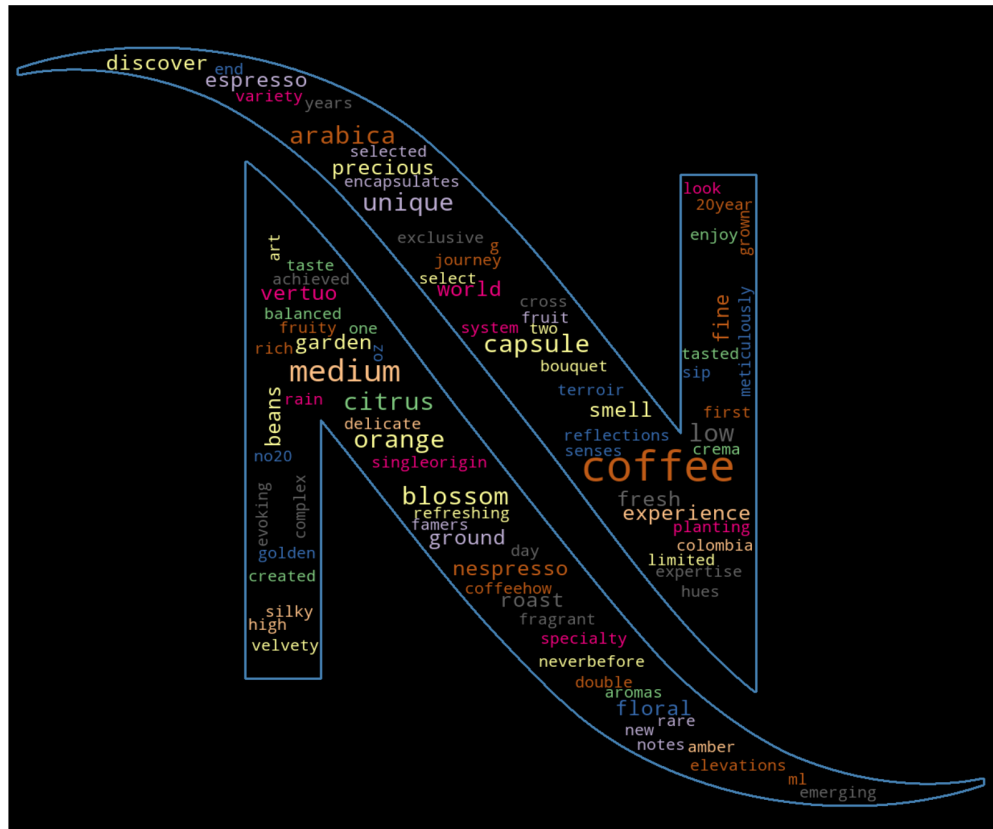 discover
end
espresso
variety
years
arabica
selected
precious
encapsulates
unique
look
20year
grown
enjoy
exclusive
g
journey
select
world
art
taste
achieved
vertuo
balanced
fruity
one
garden
oz
rich
medium
cross
fruit
system
two
capsule
bouquet
fine
meticulously
tasted
sip
terroir
smell
first
beans
rain
citrus
delicate
orange
singleorigin
reflections
senses
low
crema
coffee
no20
evoking
complex
blossom
refreshing
famers
ground
fresh
experience
planting
colombia
limited
expertise
hues
golden
created
day
nespresso
coffeehow
roast
fragrant
silky
high
velvety
specialty
neverbefore
double
aromas
floral
rare
new
notes
amber
elevations
ml
emerging